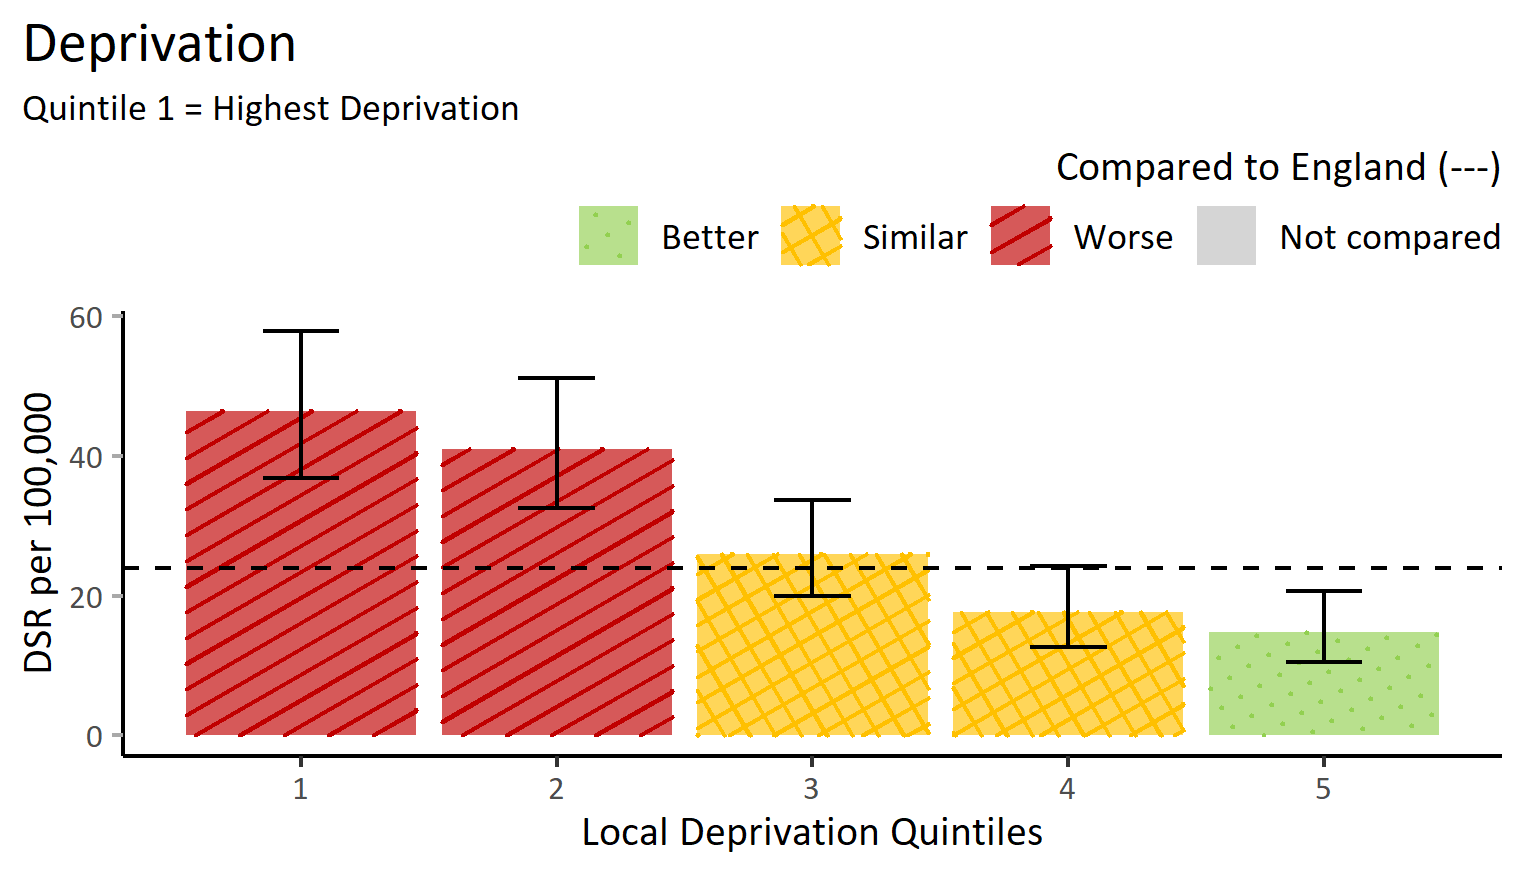 Deprivation
Quintile 1 = Highest Deprivation
Compared to England (---)
Better Similar Worse Not compared
60
40
20
0
DSR per 100,000
1 2 3 4 5
Local Deprivation Quintiles